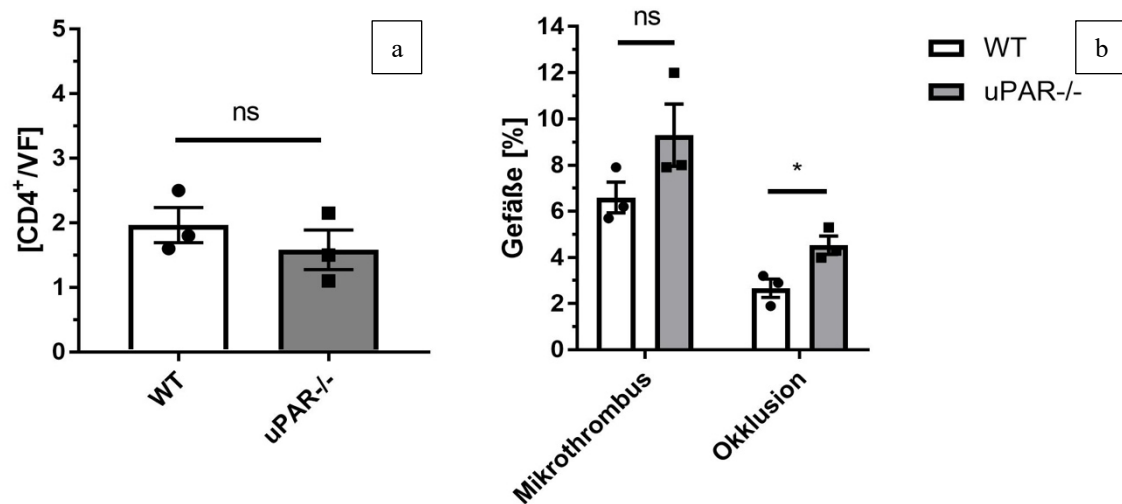 a
[CD4+/VF]
5
4
3
2
1
0
ns
WT
uPAR-/-
b
Gefäße [%]
14
12
10
8
6
4
2
0
ns
*
Mikrothrombus
Okklusion
WT
uPAR-/-